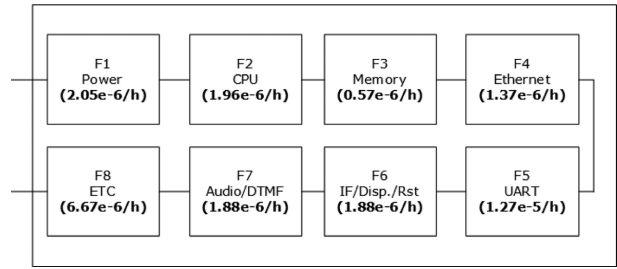 F1
Power
(2.05e-6/h)
F2
CPU
(1.96e-6/h)
F3
Memory
(0.57e-6/h)
F4
Ethernet
(1.37e-6/h)
F8
ETC
(6.67e-6/h)
F7
Audio/DTMF
(1.88e-6/h)
F6
IF/Disp./Rst
(1.88e-6/h)
F5
UART
(1.27e-5/h)